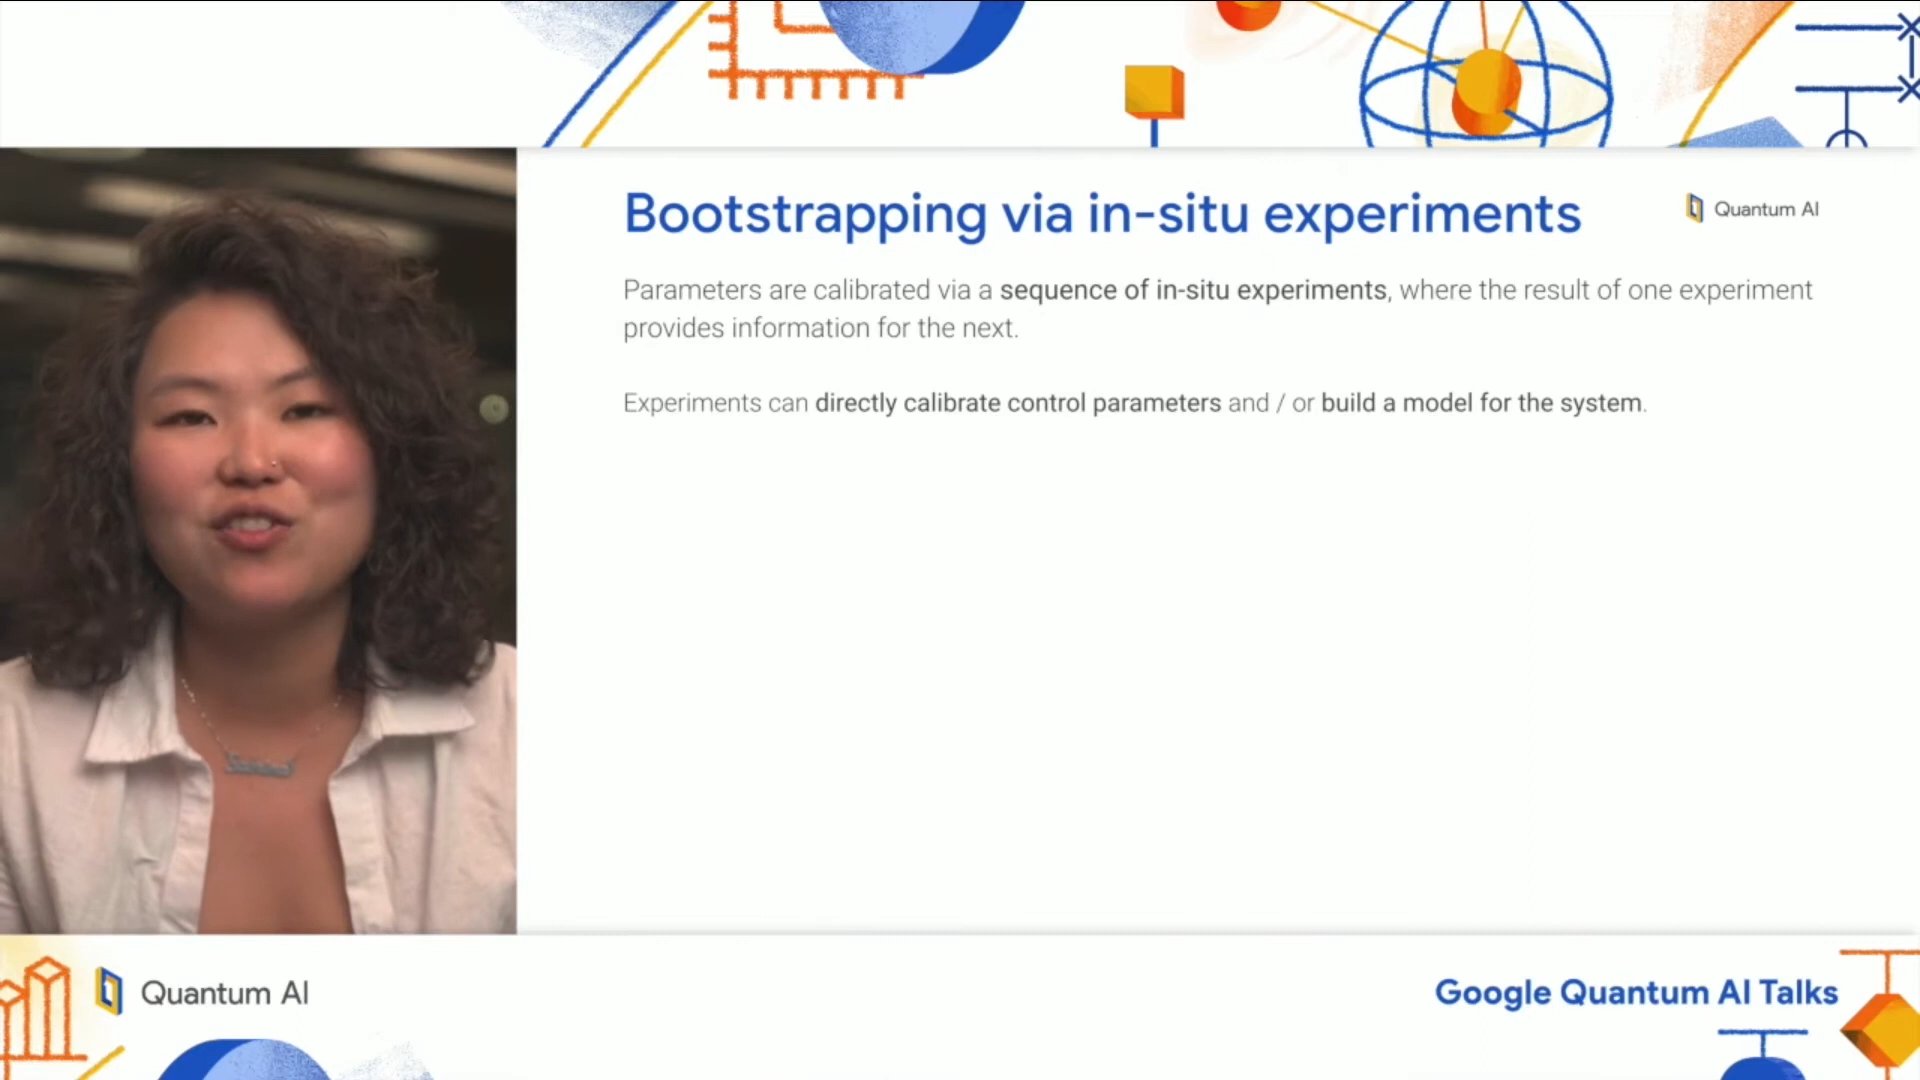 Bootstrapping via in-situ experiments
Quantum AI
Parameters are calibrated via a sequence of in-situ experiments, where the result of one experiment
provides information for the next.
Experiments can directly calibrate control parameters and / or build a model for the system.
Quantum AI
Google Quantum AI Talks